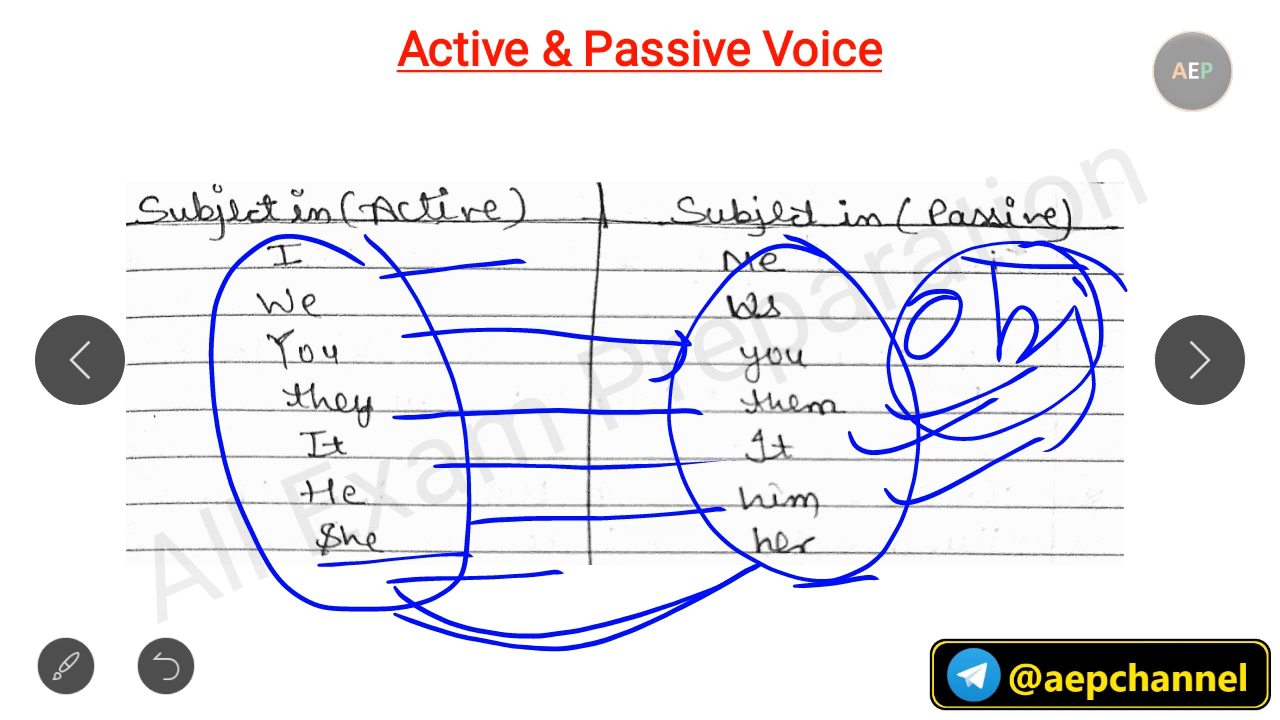 Active & Passive Voice
AEP
Subject in (Active) Subject in (Passive)
I Me
We Us
You you
they them
It It
He him
She her
obj
All Exam Preparation
@aepchannel